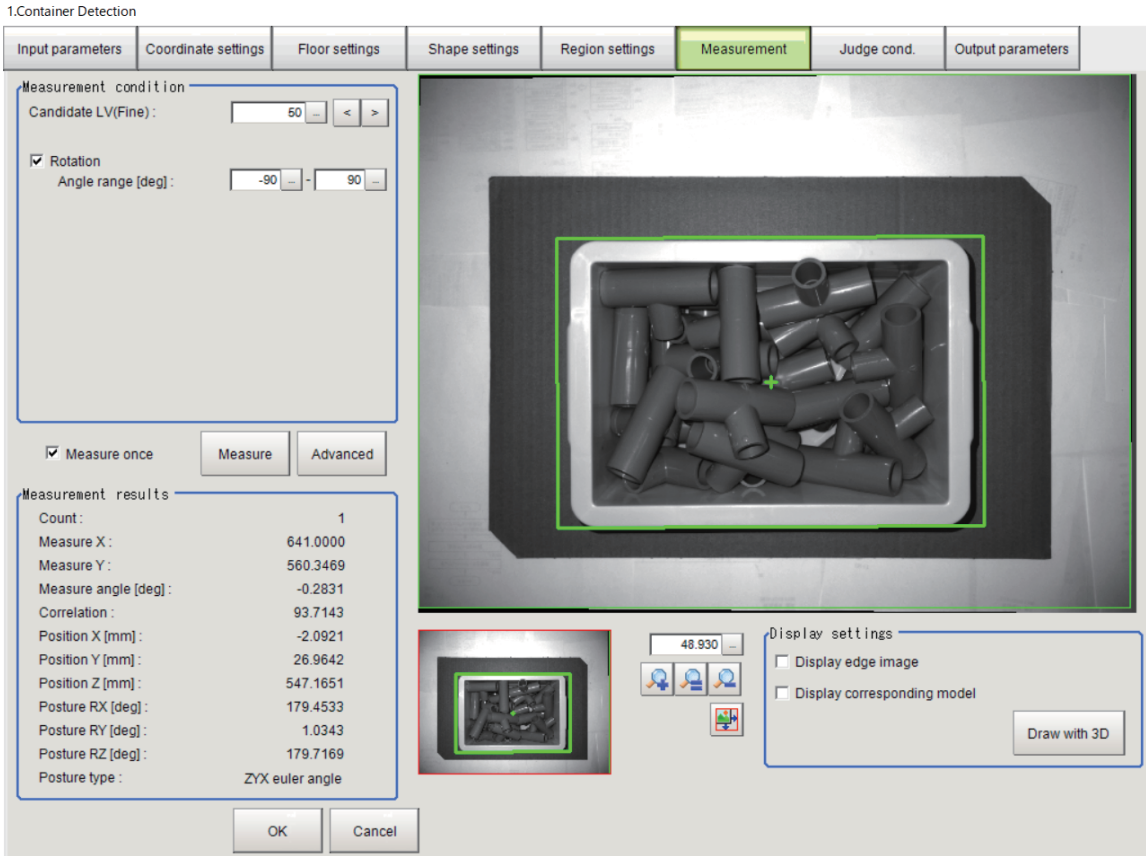 1.Container Detection
Input parameters Coordinate settings Floor settings Shape settings Region settings Measurement Judge cond. Output parameters
Measurement condition
Candidate LV(Fine) : 50 ... < >
Rotation
Angle range [deg] : -90 ... - 90 ...
Measure once Measure Advanced
Measurement results
Count : 1
Measure X : 641.0000
Measure Y : 560.3469
Measure angle [deg] : -0.2831
Correlation : 93.7143
Position X [mm] : -2.0921
Position Y [mm] : 26.9642
Position Z [mm] : 547.1651
Posture RX [deg] : 179.4533
Posture RY [deg] : 1.0343
Posture RZ [deg] : 179.7169
Posture type : ZYX euler angle
OK Cancel
48.930 ...
Display settings
Display edge image
Display corresponding model
Draw with 3D